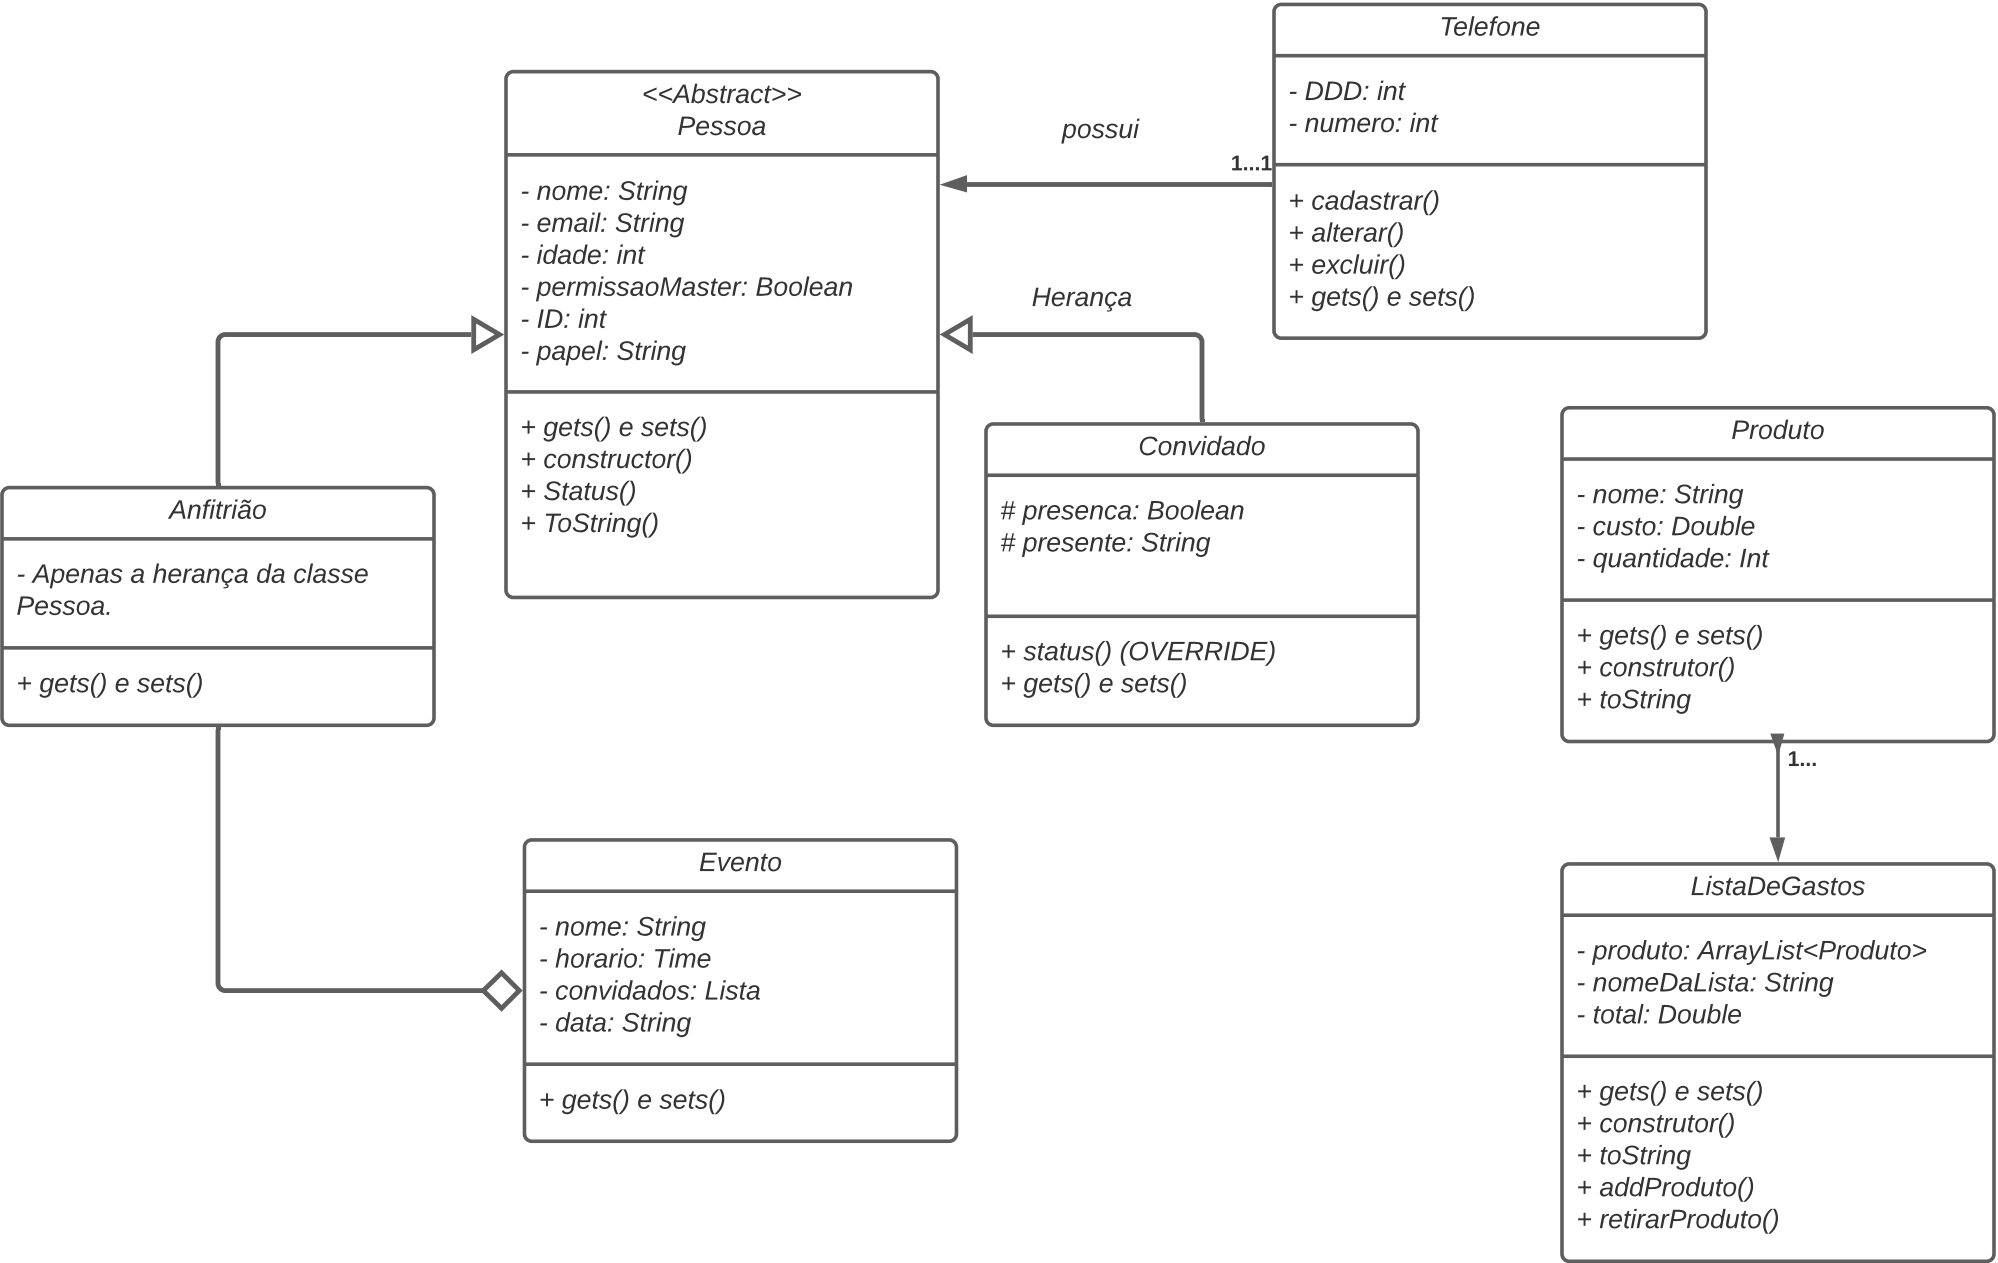 Telefone
- DDD: int
- numero: int
+ cadastrar()
+ alterar()
+ excluir()
+ gets() e sets()
<<Abstract>>
Pessoa
- nome: String
- email: String
- idade: int
- permissaoMaster: Boolean
- ID: int
- papel: String
+ gets() e sets()
+ constructor()
+ Status()
+ ToString()
possui
1...1
Herança
Convidado
# presenca: Boolean
# presente: String
+ status() (OVERRIDE)
+ gets() e sets()
Produto
- nome: String
- custo: Double
- quantidade: Int
+ gets() e sets()
+ construtor()
+ toString
1...
Anfitrião
- Apenas a herança da classe
Pessoa.
+ gets() e sets()
Evento
- nome: String
- horario: Time
- convidados: Lista
- data: String
+ gets() e sets()
ListaDeGastos
- produto: ArrayList<Produto>
- nomeDaLista: String
- total: Double
+ gets() e sets()
+ construtor()
+ toString
+ addProduto()
+ retirarProduto()